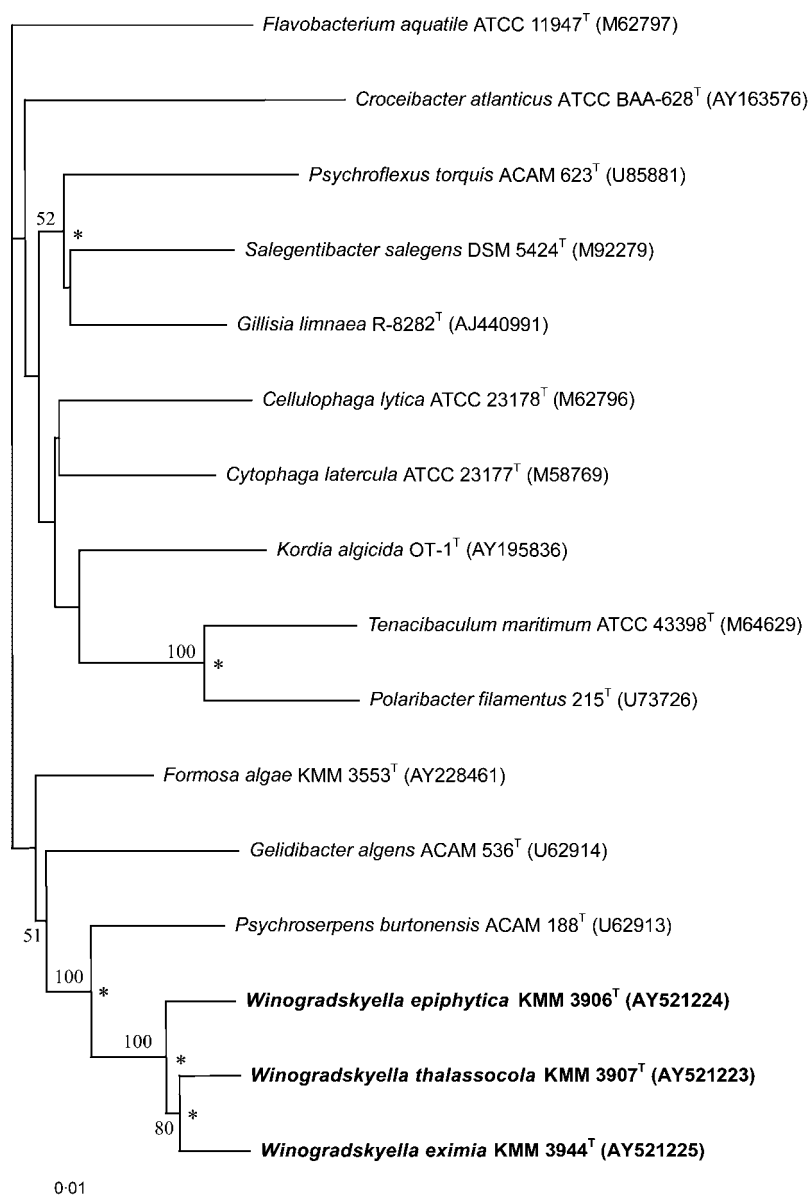 Flavobacterium aquatile ATCC 11947ᵀ (M62797)
Croceibacter atlanticus ATCC BAA-628ᵀ (AY163576)
Psychroflexus torquis ACAM 623ᵀ (U85881)
52
*
Salegentibacter salegens DSM 5424ᵀ (M92279)
Gillisia limnaea R-8282ᵀ (AJ440991)
Cellulophaga lytica ATCC 23178ᵀ (M62796)
Cytophaga latercula ATCC 23177ᵀ (M58769)
Kordia algicida OT-1ᵀ (AY195836)
Tenacibaculum maritimum ATCC 43398ᵀ (M64629)
100
*
Polaribacter filamentus 215ᵀ (U73726)
Formosa algae KMM 3553ᵀ (AY228461)
Gelidibacter algens ACAM 536ᵀ (U62914)
Psychroserpens burtonensis ACAM 188ᵀ (U62913)
51
100
*
Winogradskyella epiphytica KMM 3906ᵀ (AY521224)
100
*
Winogradskyella thalassocola KMM 3907ᵀ (AY521223)
*
80
Winogradskyella eximia KMM 3944ᵀ (AY521225)
0·01